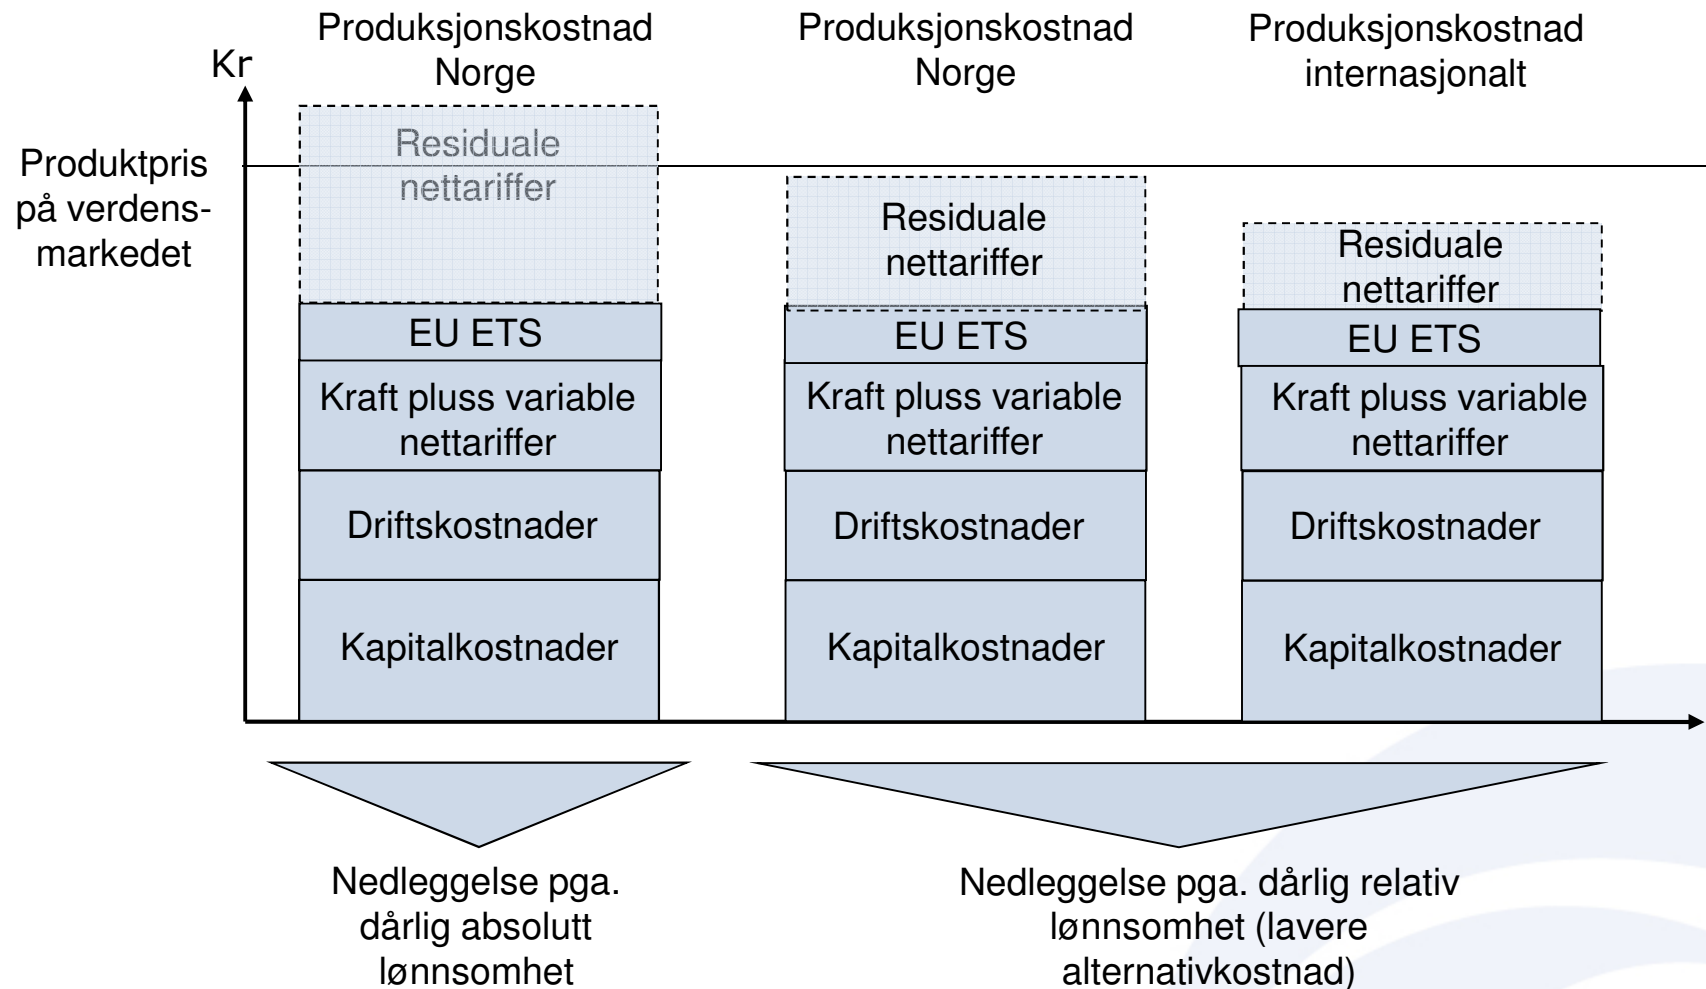 Produksjonskostnad
Norge
Produksjonskostnad
Norge
Produksjonskostnad
internasjonalt
Kr
Produktpris
på verdens-
markedet
Residuale
nettariffer
EU ETS
Kraft pluss variable
nettariffer
Driftskostnader
Kapitalkostnader
Residuale
nettariffer
EU ETS
Kraft pluss variable
nettariffer
Driftskostnader
Kapitalkostnader
Residuale
nettariffer
EU ETS
Kraft pluss variable
nettariffer
Driftskostnader
Kapitalkostnader
Nedleggelse pga.
dårlig absolutt
lønnsomhet
Nedleggelse pga. dårlig relativ
lønnsomhet (lavere
alternativkostnad)